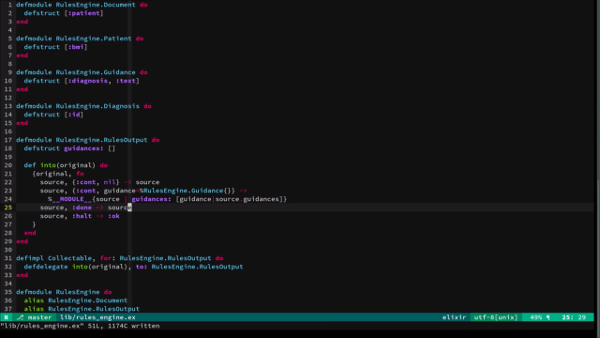 1 defmodule RulesEngine.Document do
2   defstruct [:patient]
3 end
4
5 defmodule RulesEngine.Patient do
6   defstruct [:bmi]
7 end
8
9 defmodule RulesEngine.Guidance do
10   defstruct [:diagnosis, :text]
11 end
12
13 defmodule RulesEngine.Diagnosis do
14   defstruct [:id]
15 end
16
17 defmodule RulesEngine.RulesOutput do
18   defstruct guidances: []
19
20   def into(original) do
21     {original, fn
22       source, {:cont, nil} -> source
23       source, {:cont, guidance=%RulesEngine.Guidance{}} ->
24         %__MODULE__{source | guidances: [guidance|source.guidances]}
25       source, :done -> source
26       source, :halt -> :ok
27     }
28   end
29 end
30
31 defimpl Collectable, for: RulesEngine.RulesOutput do
32   defdelegate into(original), to: RulesEngine.RulesOutput
33 end
34
35 defmodule RulesEngine do
36   alias RulesEngine.Document
37   alias RulesEngine.RulesOutput
N master lib/rules_engine.ex elixir utf-8[unix] 49% ¶ 25: 29
"lib/rules_engine.ex" 51L, 1174C written